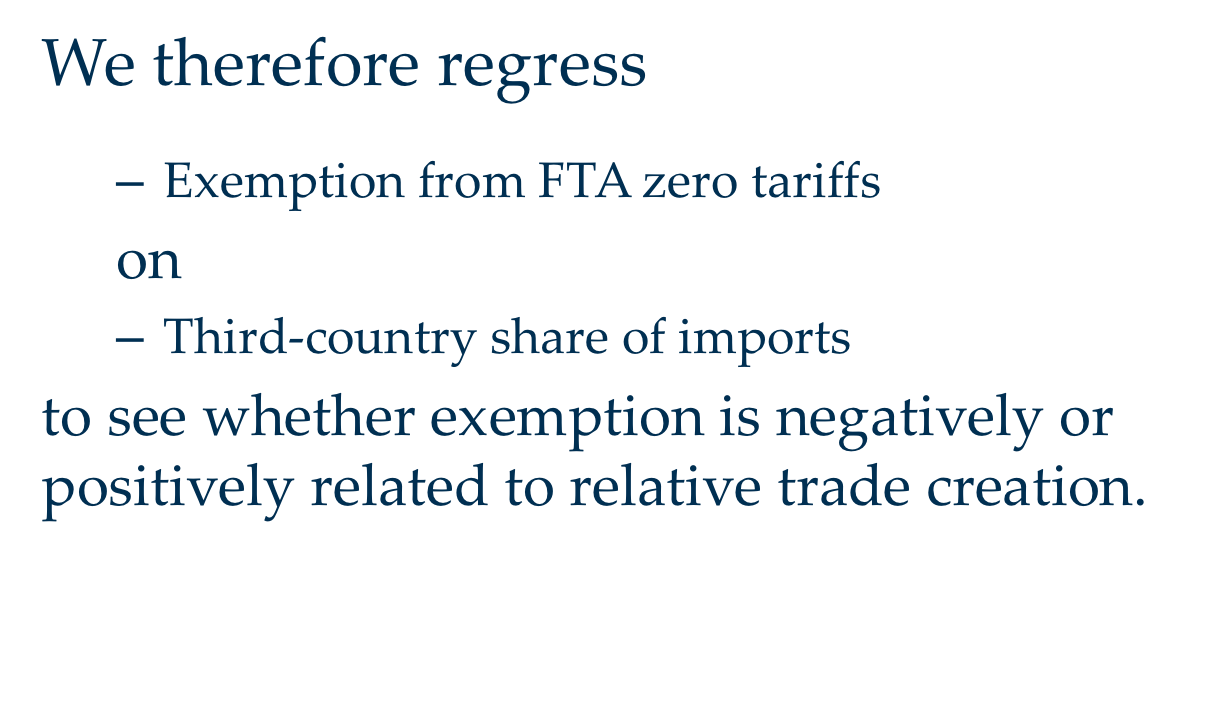 We therefore regress
– Exemption from FTA zero tariffs
on
– Third-country share of imports
to see whether exemption is negatively or
positively related to relative trade creation.